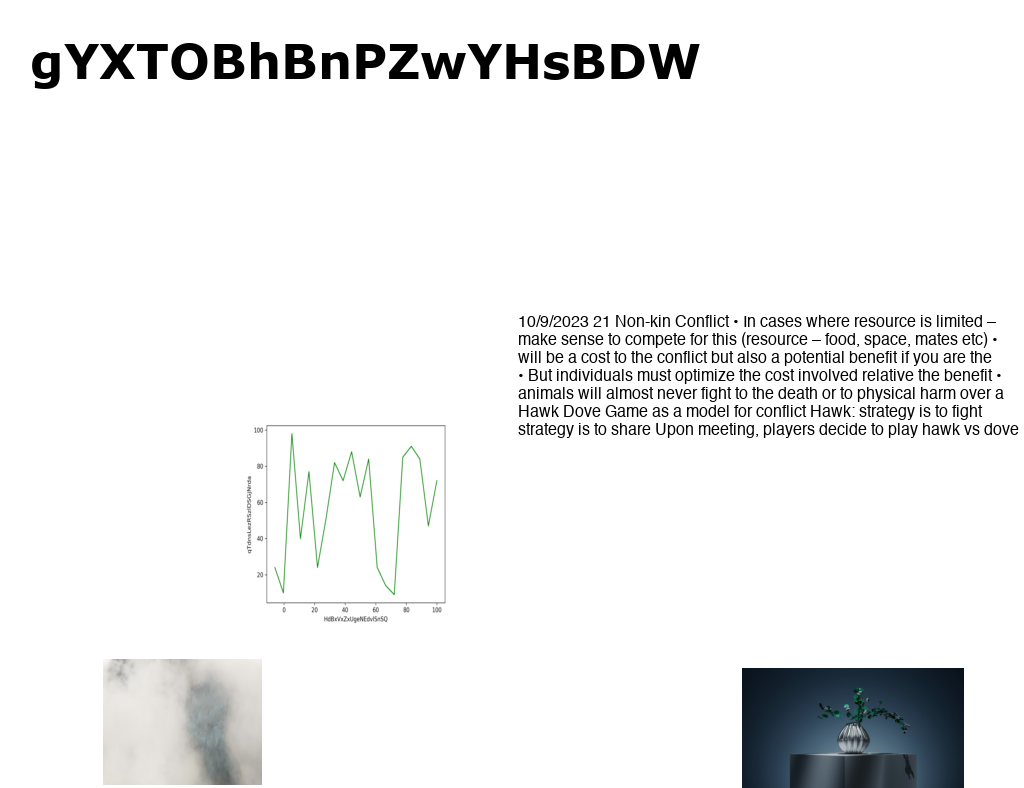 gYXTOBhBnPZwYHsBDW
10/9/2023 21 Non-kin Conflict • In cases where resource is limited –
make sense to compete for this (resource – food, space, mates etc) •
will be a cost to the conflict but also a potential benefit if you are the
• But individuals must optimize the cost involved relative the benefit •
animals will almost never fight to the death or to physical harm over a
Hawk Dove Game as a model for conflict Hawk: strategy is to fight
strategy is to share Upon meeting, players decide to play hawk vs dove
100
80
60
40
20
0 20 40 60 80 100